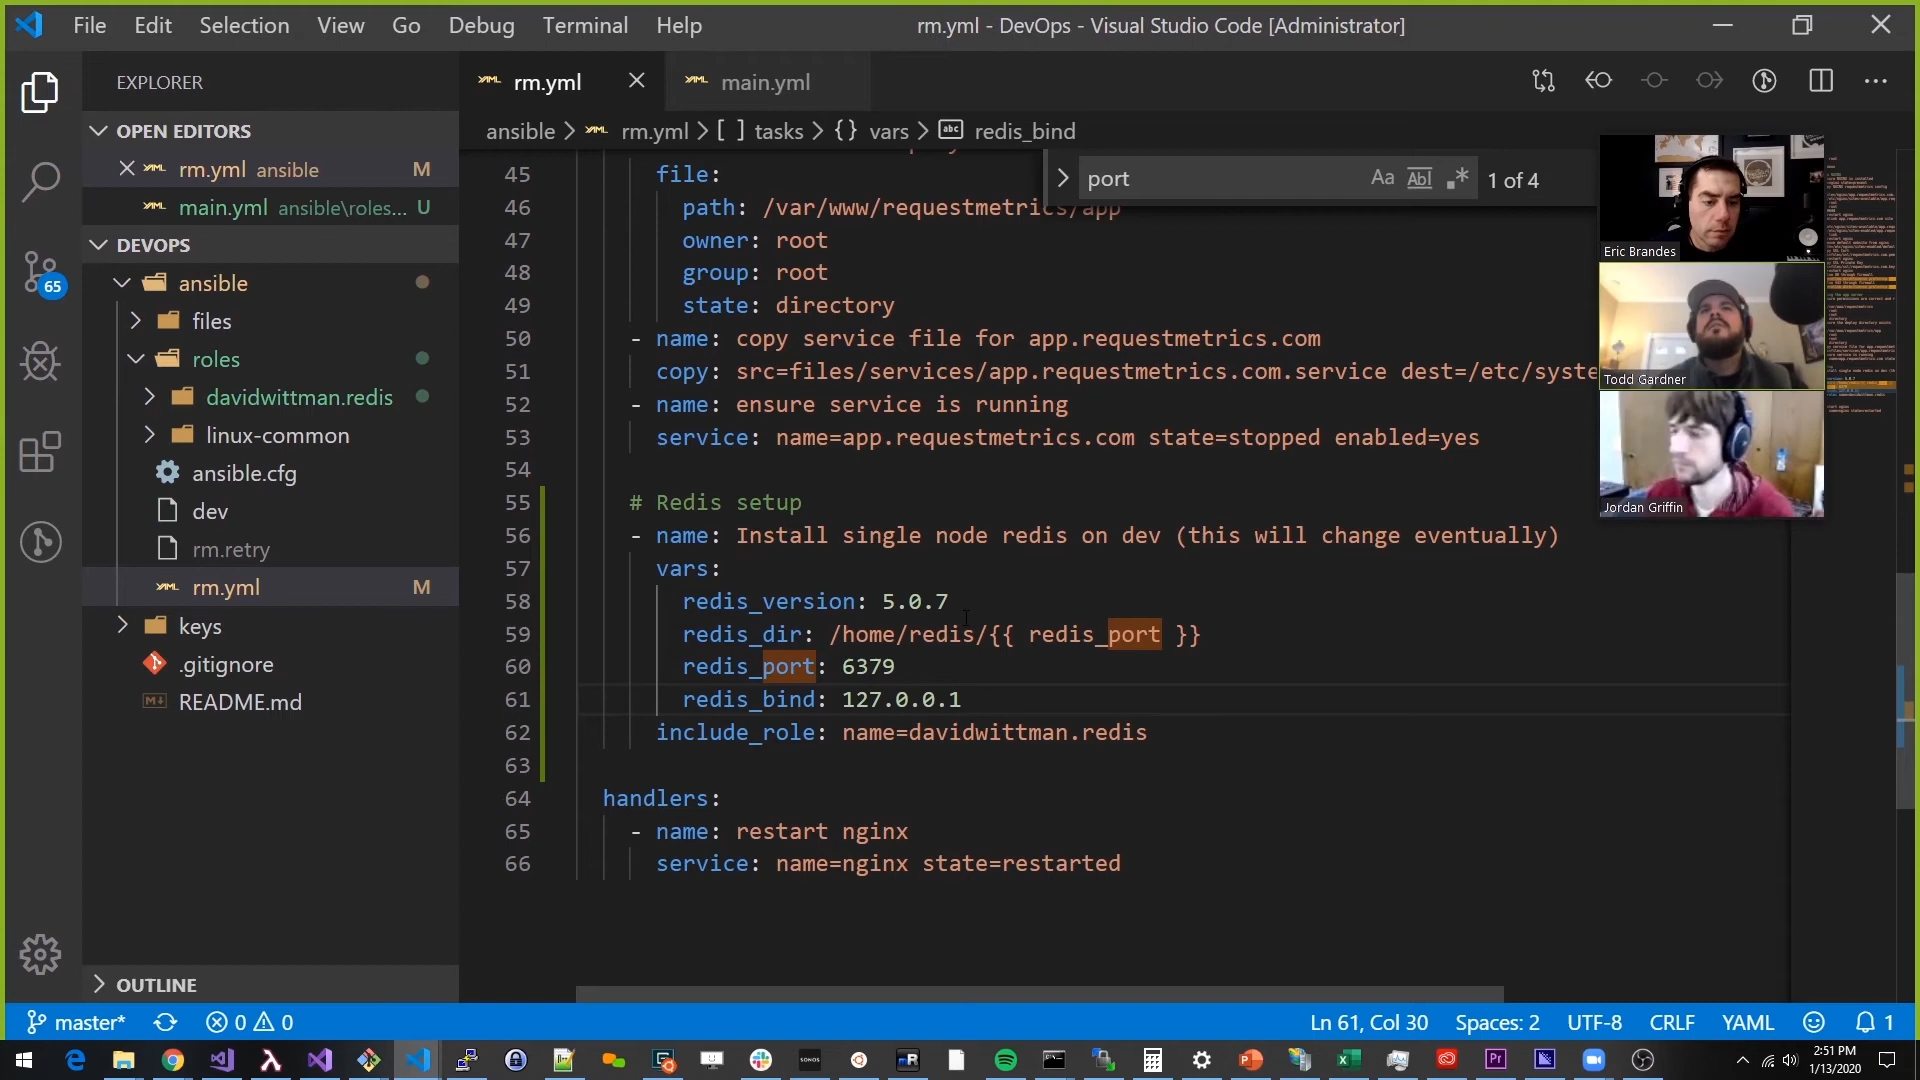 File Edit Selection View Go Debug Terminal Help
rm.yml - DevOps - Visual Studio Code [Administrator]
EXPLORER
OPEN EDITORS
rm.yml ansible M
main.yml ansible\roles... U
DEVOPS
ansible
files
roles
davidwittman.redis
linux-common
ansible.cfg
dev
rm.retry
rm.yml M
keys
.gitignore
README.md
OUTLINE
65
rm.yml
main.yml
ansible > rm.yml > [ ] tasks > {} vars > abc redis_bind
port
Aa Abl .* 1 of 4
45 file:
46 path: /var/www/requestmetrics/app
47 owner: root
48 group: root
49 state: directory
50 - name: copy service file for app.requestmetrics.com
51 copy: src=files/services/app.requestmetrics.com.service dest=/etc/syste
52 - name: ensure service is running
53 service: name=app.requestmetrics.com state=stopped enabled=yes
54
55 # Redis setup
56 - name: Install single node redis on dev (this will change eventually)
57 vars:
58 redis_version: 5.0.7
59 redis_dir: /home/redis/{{ redis_port }}
60 redis_port: 6379
61 redis_bind: 127.0.0.1
62 include_role: name=davidwittman.redis
63
64 handlers:
65 - name: restart nginx
66 service: name=nginx state=restarted
Eric Brandes
Todd Gardner
Jordan Griffin
master* 0 0
Ln 61, Col 30 Spaces: 2 UTF-8 CRLF YAML 1
2:51 PM
1/13/2020